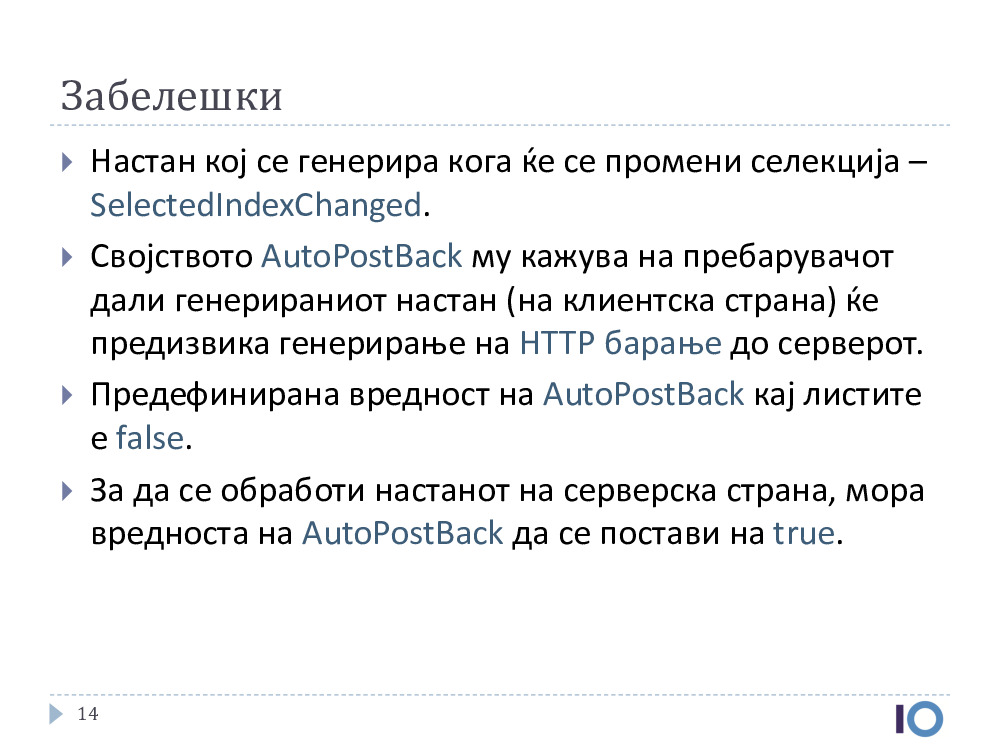 Забелешки
Настан кој се генерира кога ќе се промени селекција –
SelectedIndexChanged.
Својството AutoPostBack му кажува на пребарувачот
дали генерираниот настан (на клиентска страна) ќе
предизвика генерирање на HTTP барање до серверот.
Предефинирана вредност на AutoPostBack кај листите
е false.
За да се обработи настанот на серверска страна, мора
вредноста на AutoPostBack да се постави на true.
14
IO